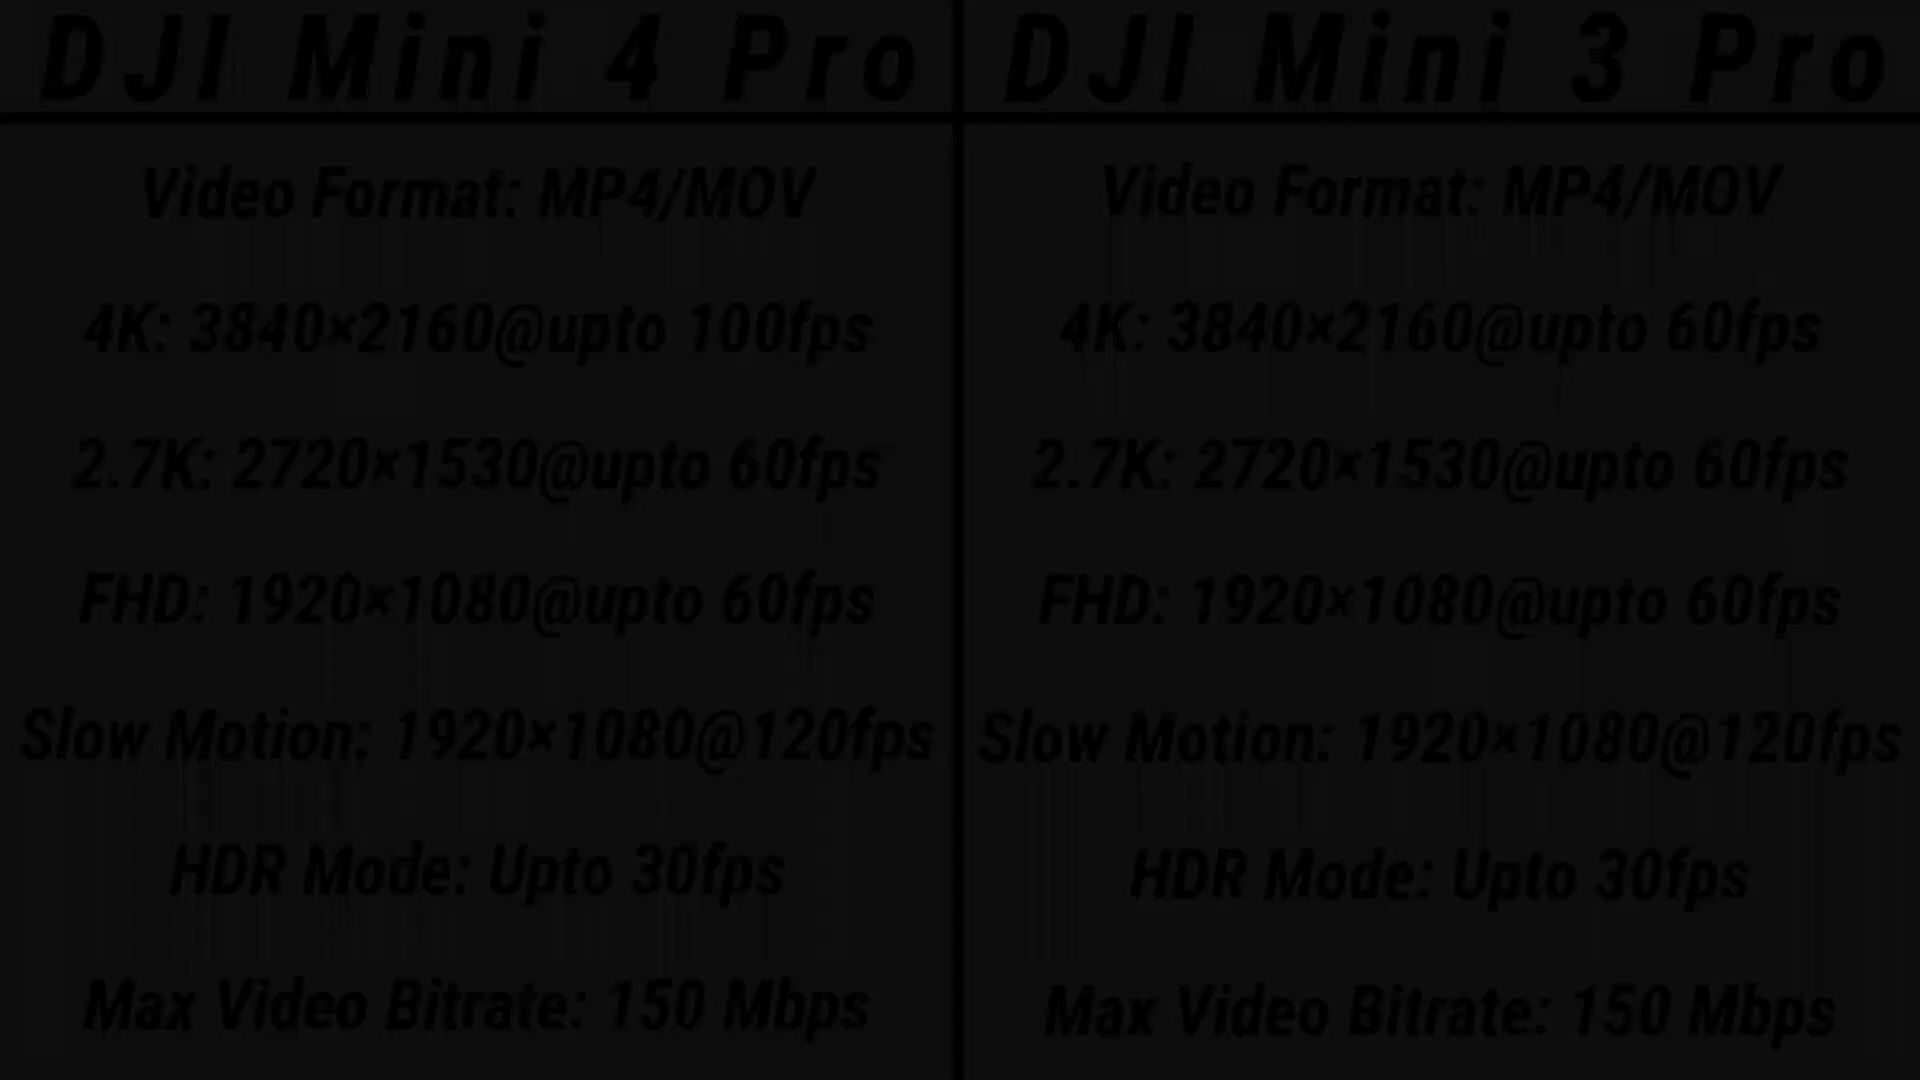 DJI Mini 4 Pro
Video Format: MP4/MOV
4K: 3840×2160@upto 100fps
2.7K: 2720×1530@upto 60fps
FHD: 1920×1080@upto 60fps
Slow Motion: 1920×1080@120fps
HDR Mode: Upto 30fps
Max Video Bitrate: 150 Mbps
DJI Mini 3 Pro
Video Format: MP4/MOV
4K: 3840×2160@upto 60fps
2.7K: 2720×1530@upto 60fps
FHD: 1920×1080@upto 60fps
Slow Motion: 1920×1080@120fps
HDR Mode: Upto 30fps
Max Video Bitrate: 150 Mbps